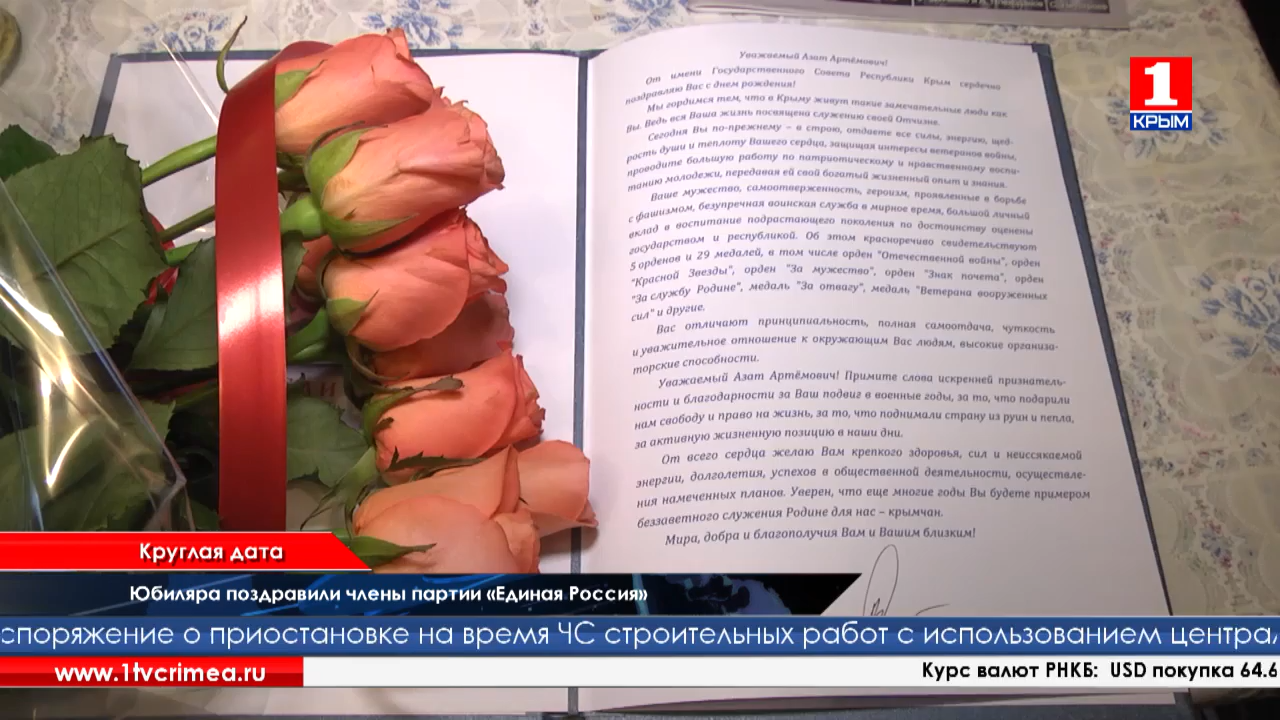 Уважаемый Азат Артёмович!
От имени Государственного Совета Республики Крым сердечно
поздравляю Вас с днем рождения!
Мы гордимся тем, что в Крыму живут такие замечательные люди как
Вы. Ведь вся Ваша жизнь посвящена служению своей Отчизне.
Сегодня Вы по-прежнему – в строю, отдаете все силы, энергию, щед-
рость души и теплоту Вашего сердца, защищая интересы ветеранов войны,
проводите большую работу по патриотическому и нравственному воспи-
танию молодежи, передавая ей свой богатый жизненный опыт и знания.
Ваше мужество, самоотверженность, героизм, проявленные в борьбе
с фашизмом, безупречная воинская служба в мирное время, большой личный
вклад в воспитание подрастающего поколения по достоинству оценены
государством и республикой. Об этом красноречиво свидетельствуют
5 орденов и 29 медалей, в том числе орден "Отечественной войны", орден
"Красной Звезды", орден "За мужество", орден "Знак почета", орден
"За службу Родине", медаль "За отвагу", медаль "Ветерана вооруженных
сил" и другие.
Вас отличают принципиальность, полная самоотдача, чуткость
и уважительное отношение к окружающим Вас людям, высокие организа-
торские способности.
Уважаемый Азат Артёмович! Примите слова искренней признатель-
ности и благодарности за Ваш подвиг в военные годы, за то, что подарили
нам свободу и право на жизнь, за то, что поднимали страну из руин и пепла,
за активную жизненную позицию в наши дни.
От всего сердца желаю Вам крепкого здоровья, сил и неиссякаемой
энергии, долголетия, успехов в общественной деятельности, осуществле-
ния намеченных планов. Уверен, что еще многие годы Вы будете примером
беззаветного служения Родине для нас – крымчан.
Мира, добра и благополучия Вам и Вашим близким!
1
КРЫМ
Круглая дата
Юбиляра поздравили члены партии «Единая Россия»
споряжение о приостановке на время ЧС строительных работ с использованием централ
www.1tvcrimea.ru
Курс валют РНКБ: USD покупка 64.6